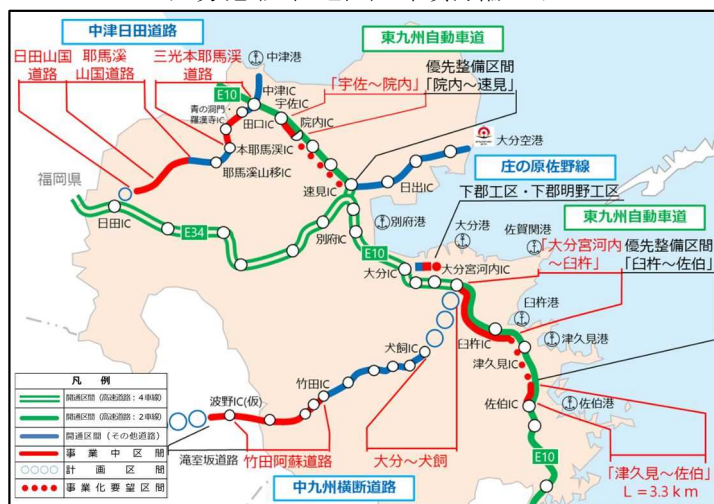 中津日田道路
東九州自動車道
日田山国
道路
耶馬溪
山国道路
三光本耶馬渓
道路
中津港
優先整備区間
「院内～速見」
「宇佐～院内」
中津IC
E10
宇佐IC
青の洞門・
羅漢寺IC
田口IC
院内IC
大分空港
本耶馬渓IC
耶馬渓山移IC
庄の原佐野線
福岡県
速見IC
日出IC
下郡工区・下郡明野工区
日田IC
別府港
大分港
佐賀関港
東九州自動車道
E34
別府IC
E10
「大分宮河内
～臼杵」
優先整備区間
「臼杵～佐伯」
大分IC
大分宮河内IC
臼杵港
犬飼IC
臼杵IC
津久見港
津久見IC
竹田IC
凡例
開通区間(高速道路:4車線)
開通区間(高速道路:2車線)
開通区間(その他道路)
事業中区間
計画区間
事業化要望区間
波野IC(仮)
佐伯IC
佐伯港
滝室坂道路
竹田阿蘇道路
大分～犬飼
E10
「津久見～佐伯」
L=3.3km
中九州横断道路